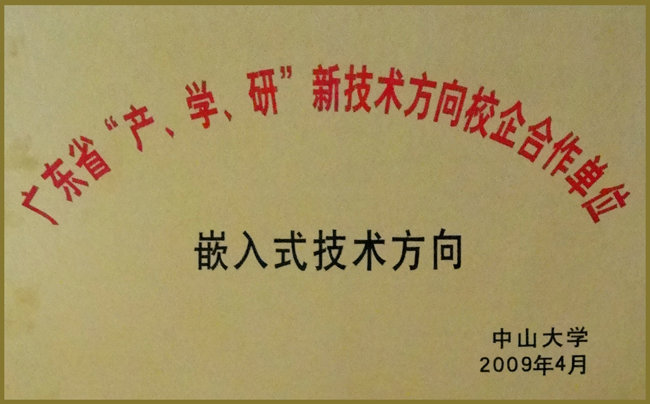 广东省“产、学、研”新技术方向校企合作单位
嵌入式技术方向
中山大学
2009年4月